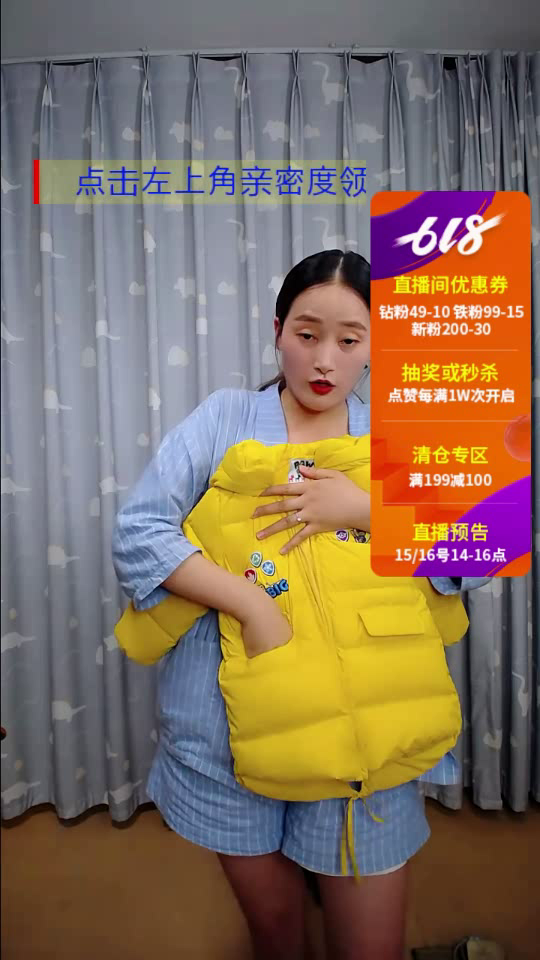 点击左上角亲密度领
618
直播间优惠券
钻粉49-10 铁粉99-15
新粉200-30
抽奖或秒杀
点赞每满1W次开启
清仓专区
满199减100
直播预告
15/16号14-16点
BIG